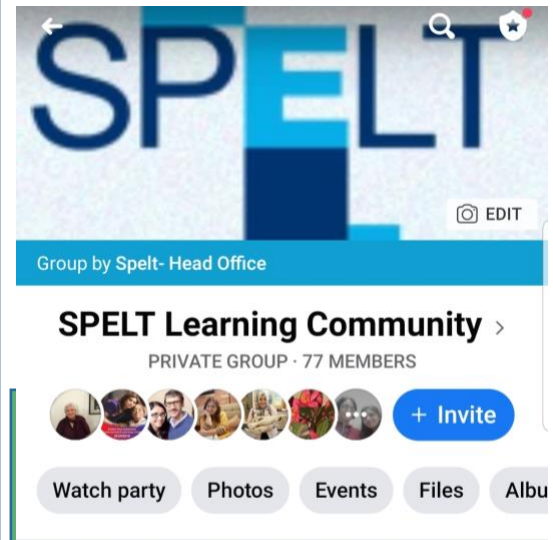 SPELT
EDIT
Group by Spelt- Head Office
SPELT Learning Community
PRIVATE GROUP · 77 MEMBERS
+ Invite
Watch party Photos Events Files Albu